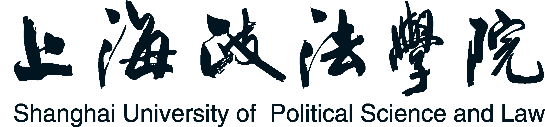 上海政法學院
Shanghai University of Political Science and Law